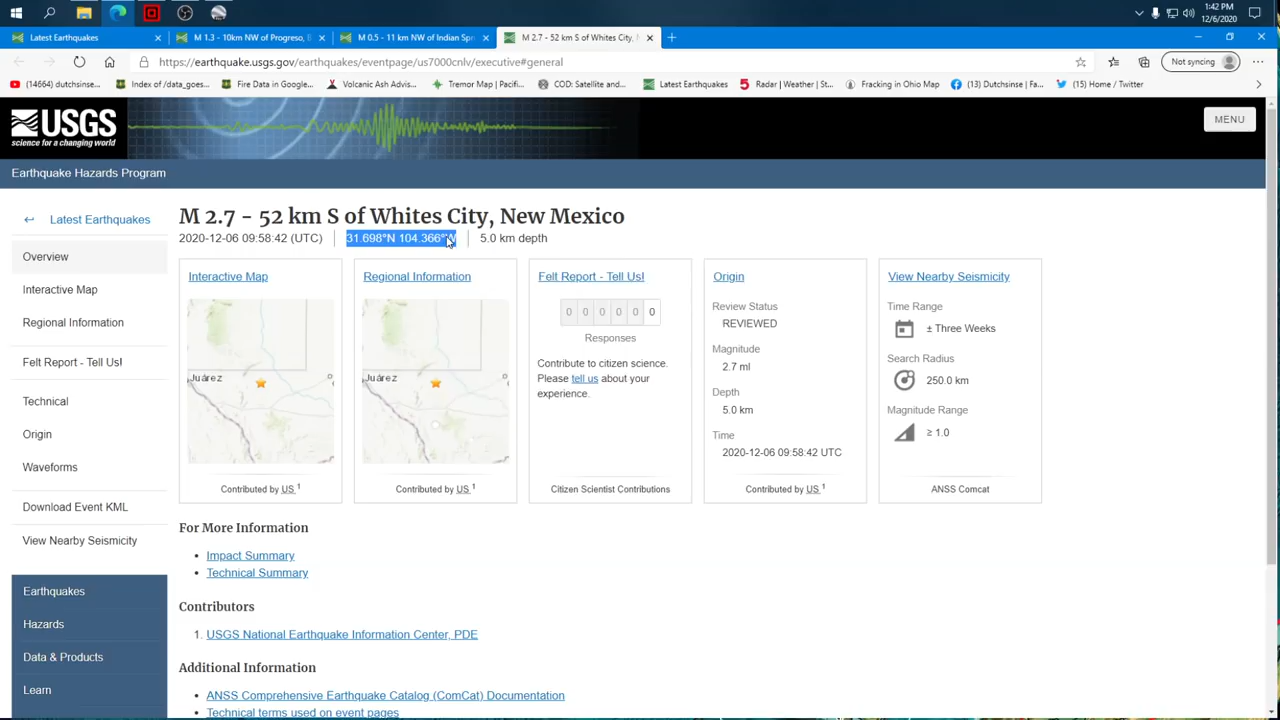 1:42 PM
12/6/2020
Latest Earthquakes
M 1.3 - 10km NW of Progreso, B
M 0.5 - 11 km NW of Indian Spr
M 2.7 - 52 km S of Whites City, N
https://earthquake.usgs.gov/earthquakes/eventpage/us7000cnlv/executive#general
Not syncing
(14664) dutchsinse...
Index of /data_goes...
Fire Data in Google...
Volcanic Ash Advis...
Tremor Map | Pacifi...
COD: Satellite and...
Latest Earthquakes
Radar | Weather | St...
Fracking in Ohio Map
(13) Dutchsinse | Fa...
(15) Home / Twitter
USGS
science for a changing world
MENU
Earthquake Hazards Program
Latest Earthquakes
Overview
Interactive Map
Regional Information
Felt Report - Tell Us!
Technical
Origin
Waveforms
Download Event KML
View Nearby Seismicity
Earthquakes
Hazards
Data & Products
Learn
M 2.7 - 52 km S of Whites City, New Mexico
2020-12-06 09:58:42 (UTC)
31.698°N 104.366°W
5.0 km depth
Interactive Map
Juárez
Contributed by US 1
Regional Information
Juárez
Contributed by US 1
Felt Report - Tell Us!
0 0 0 0 0 0
Responses
Contribute to citizen science.
Please tell us about your
experience.
Citizen Scientist Contributions
Origin
Review Status
REVIEWED
Magnitude
2.7 ml
Depth
5.0 km
Time
2020-12-06 09:58:42 UTC
Contributed by US 1
View Nearby Seismicity
Time Range
± Three Weeks
Search Radius
250.0 km
Magnitude Range
≥ 1.0
ANSS Comcat
For More Information
• Impact Summary
• Technical Summary
Contributors
1. USGS National Earthquake Information Center, PDE
Additional Information
• ANSS Comprehensive Earthquake Catalog (ComCat) Documentation
• Technical terms used on event pages